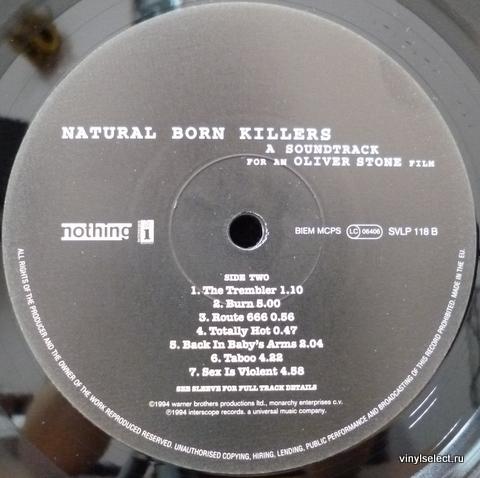 NATURAL BORN KILLERS
A SOUNDTRACK
FOR AN OLIVER STONE FILM
nothing i
BIEM MCPS LC 06406 SVLP 118 B
SIDE TWO
1. The Trembler 1.10
2. Burn 5.00
3. Route 666 0.56
4. Totally Hot 0.47
5. Back In Baby's Arms 2.04
6. Taboo 4.22
7. Sex Is Violent 4.58
SEE SLEEVE FOR FULL TRACK DETAILS
©1994 warner brothers productions ltd., monarchy enterprises c.v.
℗1994 interscope records. a universal music company.
ALL RIGHTS OF THE PRODUCER AND THE OWNER OF THE WORK REPRODUCED RESERVED. UNAUTHORISED COPYING, HIRING, LENDING, PUBLIC PERFORMANCE AND BROADCASTING OF THIS RECORD PROHIBITED. MADE IN THE EU.
vinylselect.ru